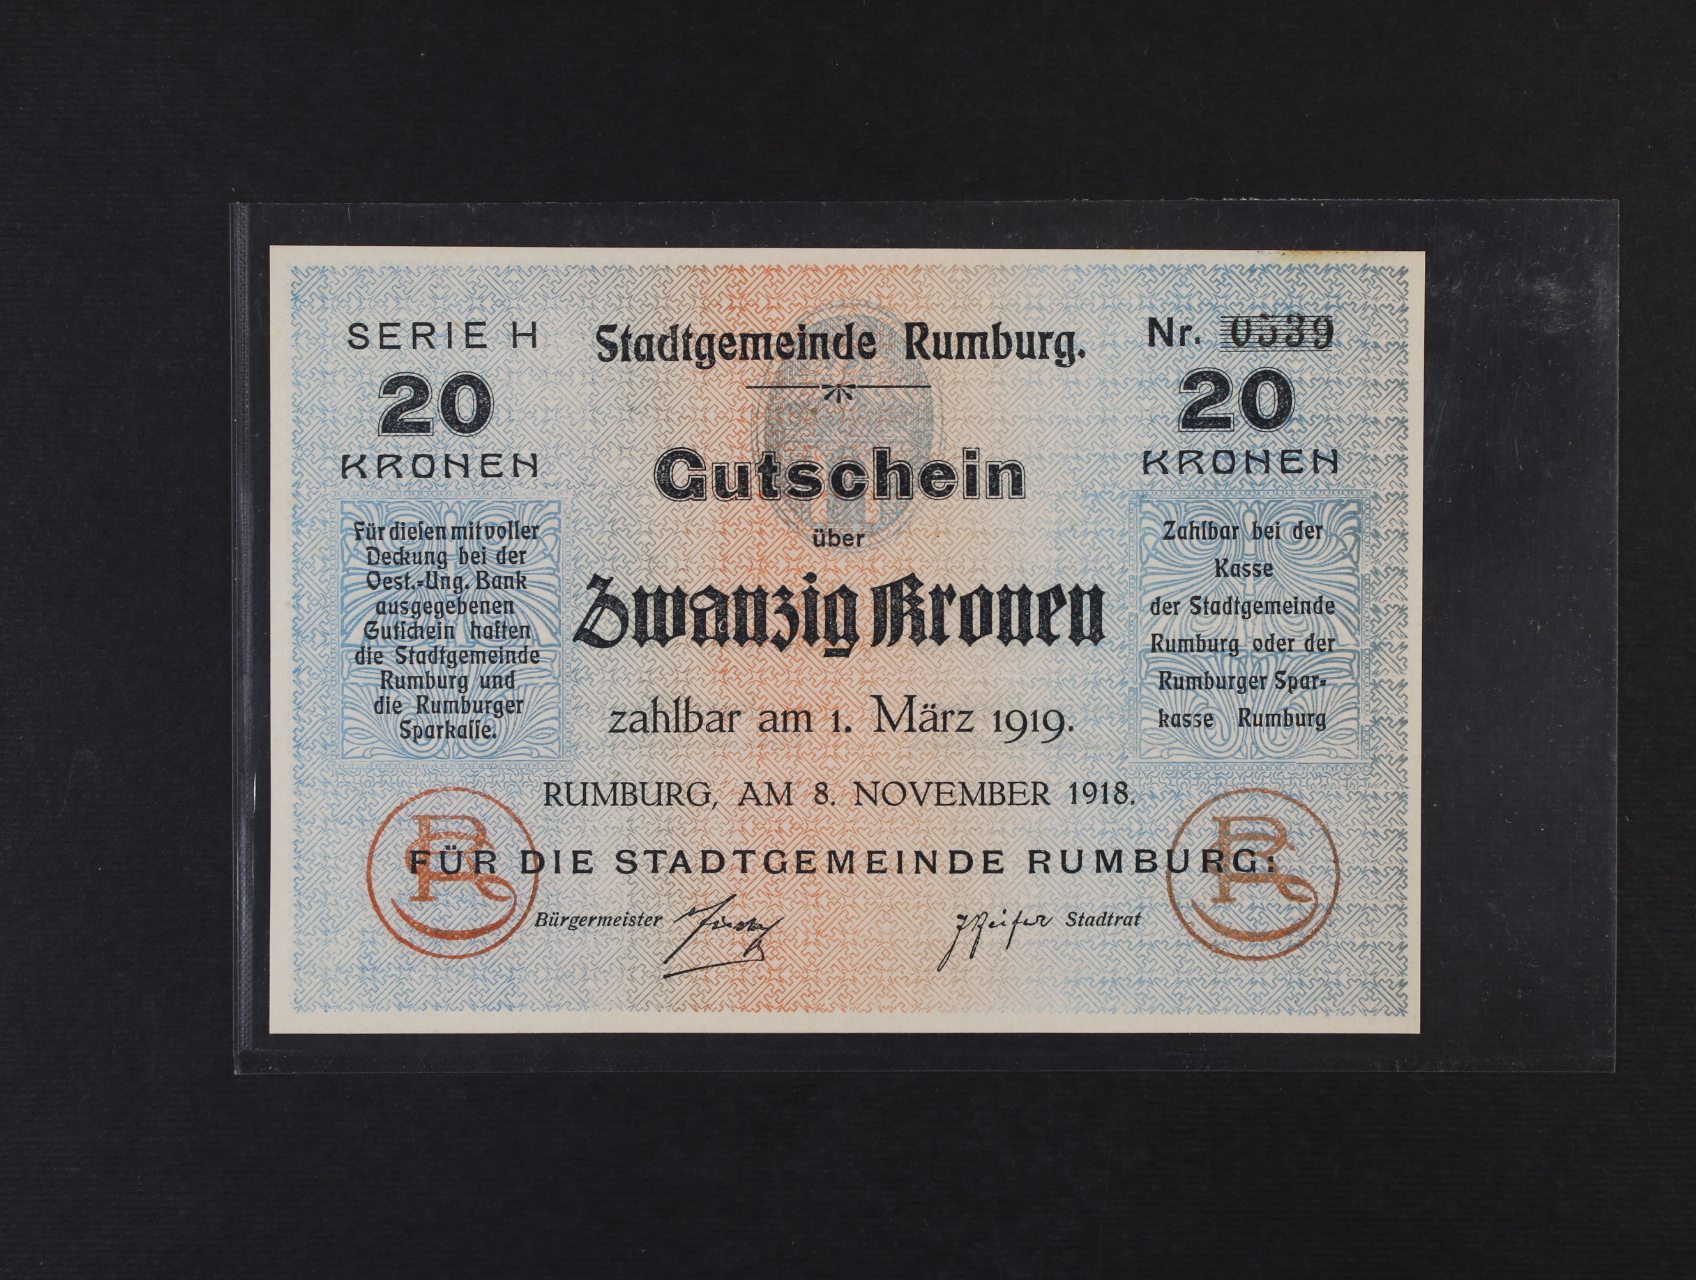 SERIE H
Stadtgemeinde Rumburg.
Nr. 0539
20
KRONEN
20
KRONEN
Gutschein
über
Zwanzig Kronen
zahlbar am 1. März 1919.
Für diesen mit voller
Deckung bei der
Oest.-Ung. Bank
ausgegebenen
Gutschein haften
die Stadtgemeinde
Rumburg und
die Rumburger
Sparkasse.
Zahlbar bei der
Kasse
der Stadtgemeinde
Rumburg oder der
Rumburger Spar-
kasse Rumburg
RUMBURG, AM 8. NOVEMBER 1918.
FÜR DIE STADTGEMEINDE RUMBURG:
Bürgermeister
JPfeifer Stadtrat